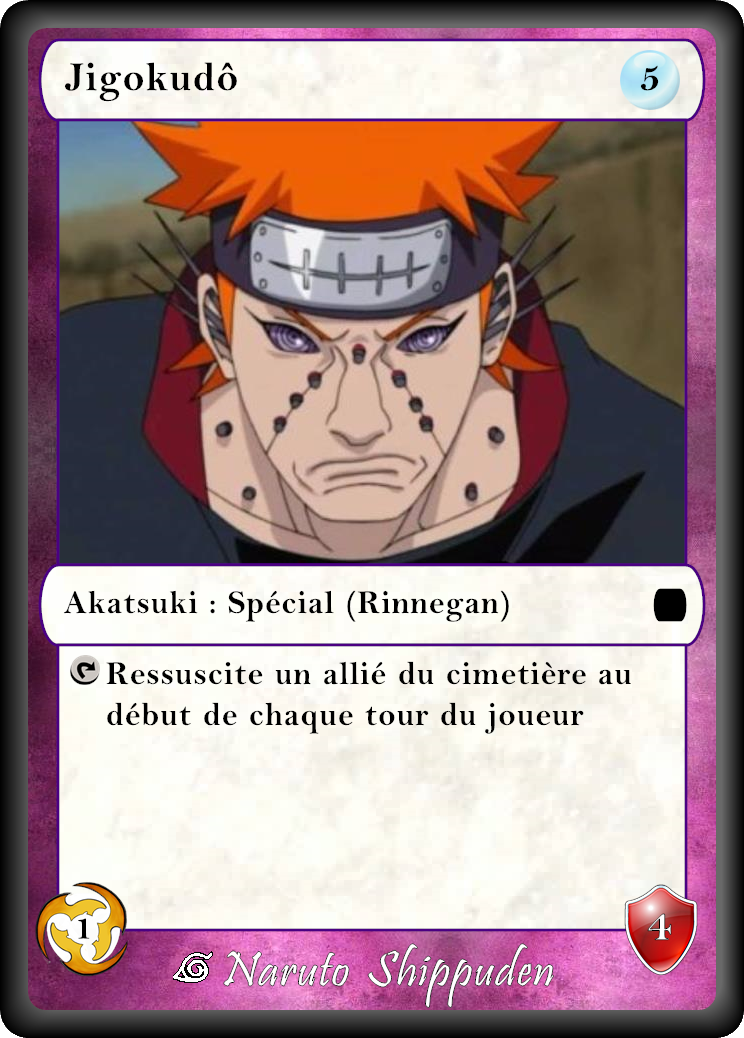 Jigokudô
5
Akatsuki : Spécial (Rinnegan)
Ressuscite un allié du cimetière au
début de chaque tour du joueur
1
4
Naruto Shippuden